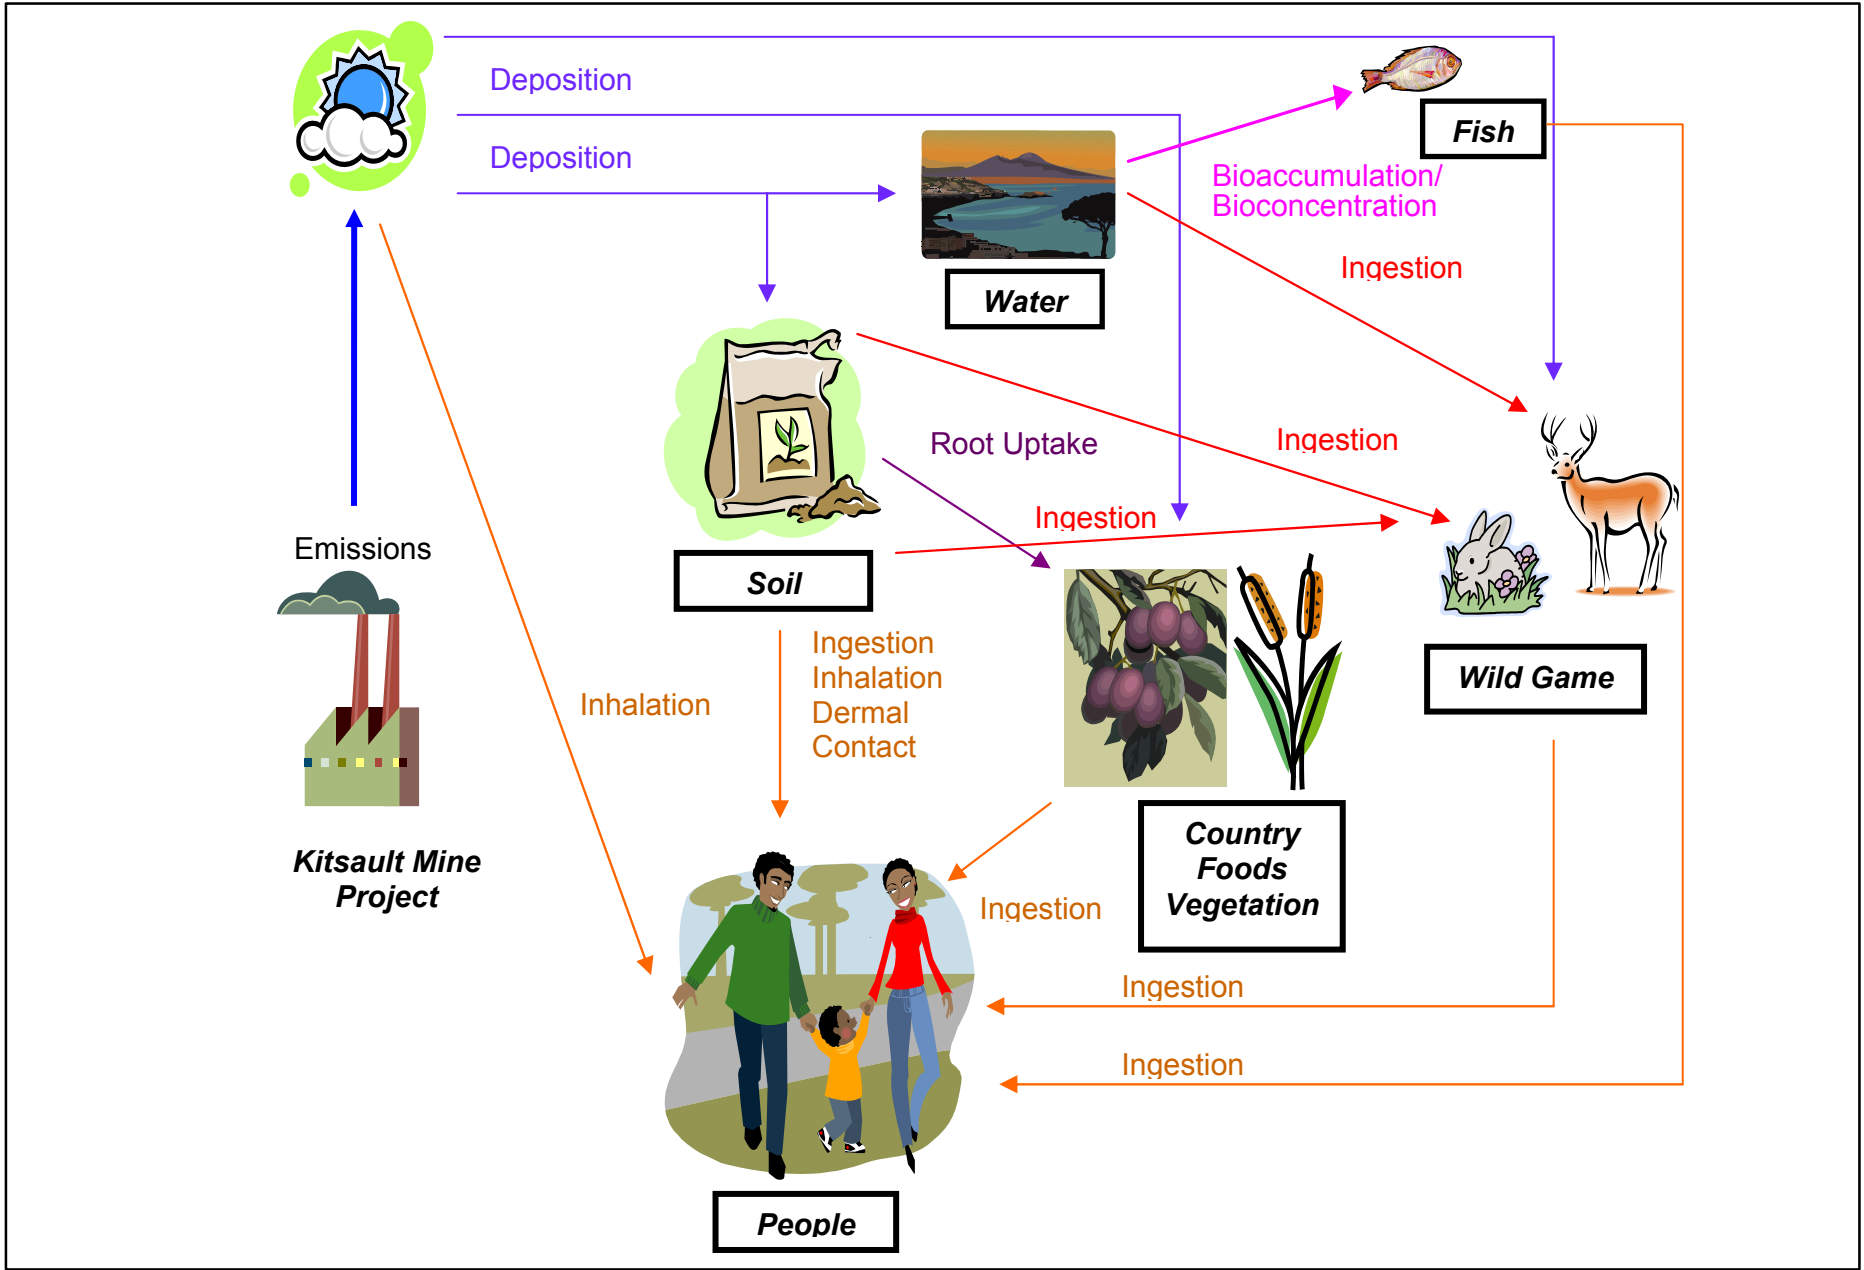 Deposition
Deposition
Fish
Bioaccumulation/
Bioconcentration
Ingestion
Water
Root Uptake
Ingestion
Ingestion
Emissions
Soil
Ingestion
Inhalation
Dermal
Contact
Inhalation
Wild Game
Kitsault Mine
Project
Country
Foods
Vegetation
Ingestion
Ingestion
Ingestion
People